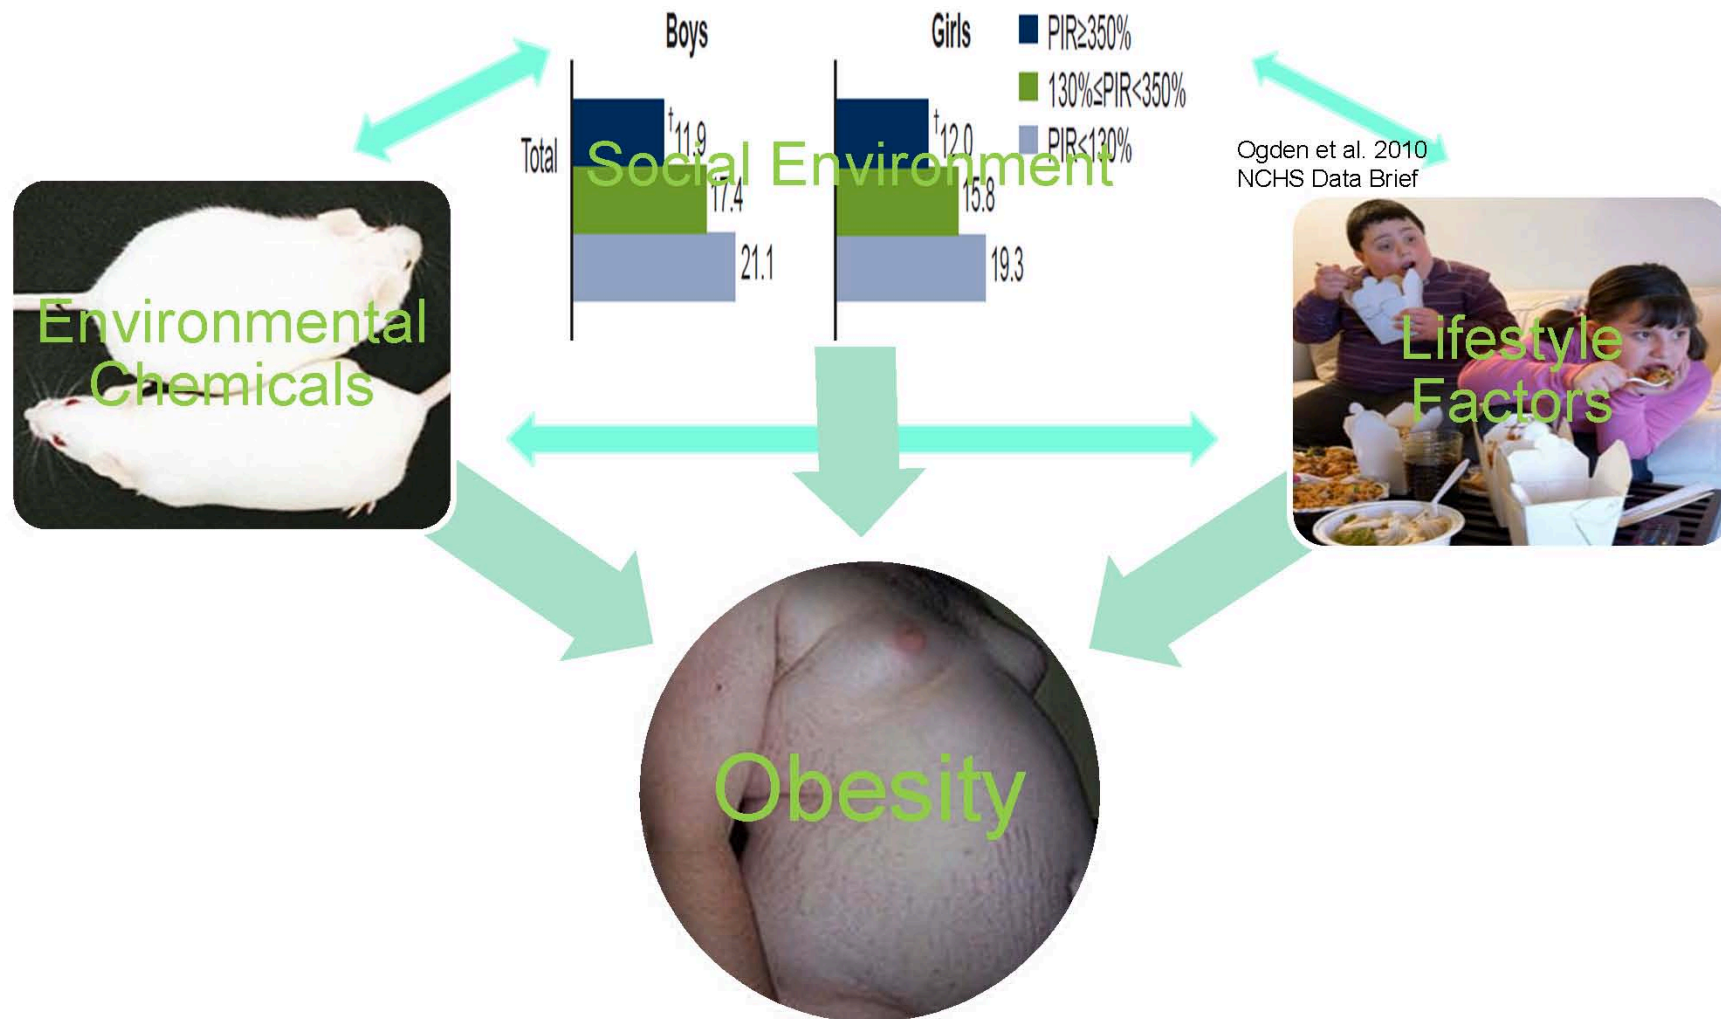 Boys
Girls
PIR≥350%
130%≤PIR<350%
PIR<130%
Total
†11.9
17.4
21.1
†12.0
15.8
19.3
Social Environment
Ogden et al. 2010
NCHS Data Brief
Environmental
Chemicals
Lifestyle
Factors
Obesity